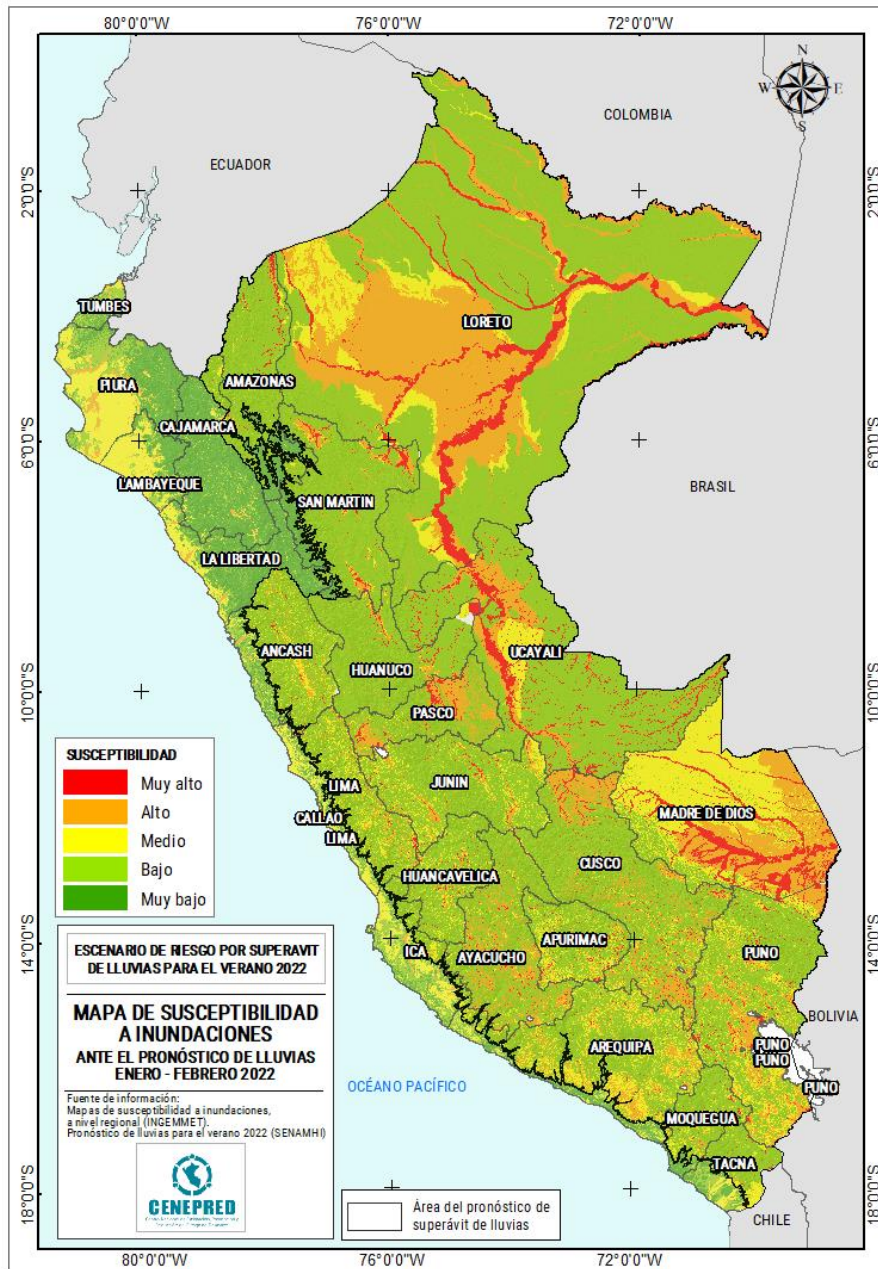 80°0'0"W 76°0'0"W 72°0'0"W
N
W E
S
COLOMBIA
ECUADOR
2°0'0"S 2°0'0"S
TUMBES
LORETO
PIURA
AMAZONAS
CAJAMARCA
6°0'0"S 6°0'0"S
LAMBAYEQUE
BRASIL
SAN MARTIN
LA LIBERTAD
ANCASH
UCAYALI
HUANUCO
10°0'0"S 10°0'0"S
PASCO
SUSCEPTIBILIDAD
Muy alto
Alto
Medio
Bajo
Muy bajo
JUNIN
LIMA
MADRE DE DIOS
CALLAO
LIMA
CUSCO
HUANCAVELICA
14°0'0"S 14°0'0"S
ICA
AYACUCHO
APURIMAC
PUNO
BOLIVIA
AREQUIPA
PUNO
PUNO
PUNO
OCÉANO PACÍFICO
MOQUEGUA
TACNA
18°0'0"S 18°0'0"S
CHILE
ESCENARIO DE RIESGO POR SUPERAVIT
DE LLUVIAS PARA EL VERANO 2022
MAPA DE SUSCEPTIBILIDAD
A INUNDACIONES
ANTE EL PRONÓSTICO DE LLUVIAS
ENERO - FEBRERO 2022
Fuente de información:
Mapas de susceptibilidad a inundaciones,
a nivel regional (INGEMMET).
Pronóstico de lluvias para el verano 2022 (SENAMHI)
CENEPRED
Área del pronóstico de
superávit de lluvias
80°0'0"W 76°0'0"W 72°0'0"W